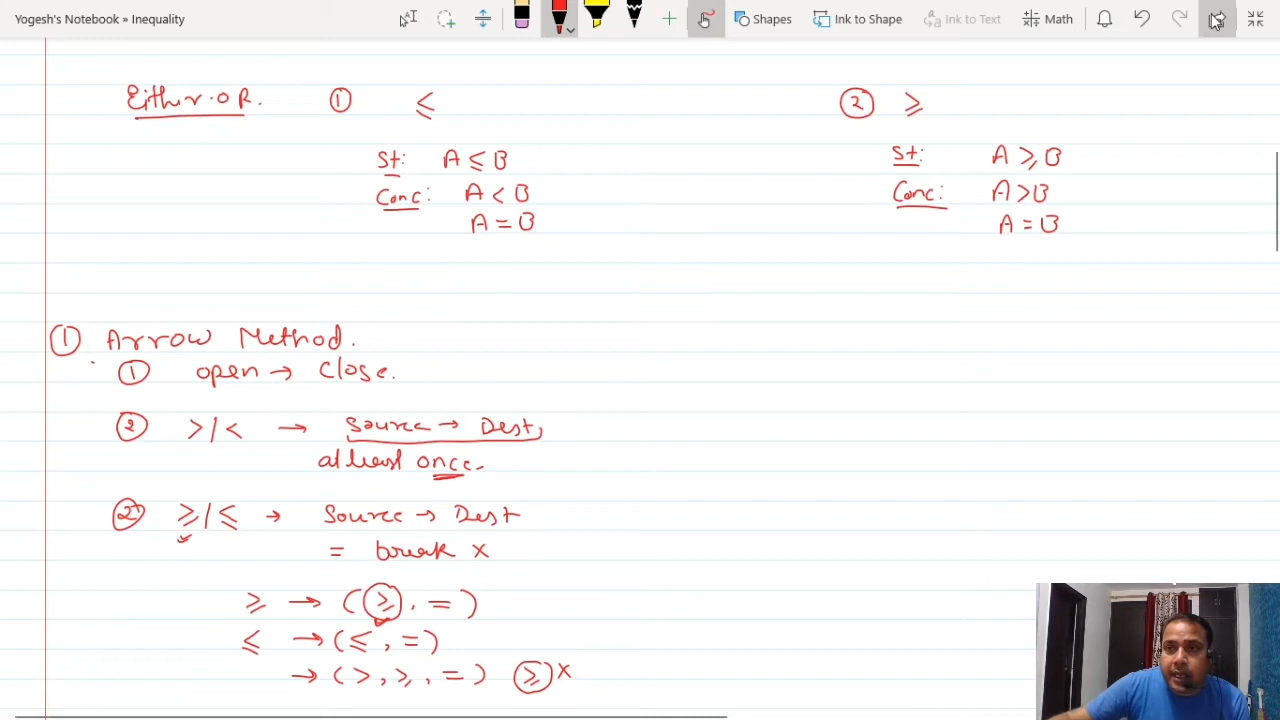 Yogesh's Notebook » Inequality
Shapes Ink to Shape Ink to Text Math
Either.OR. ① ≤
St: A ≤ B
Conc: A < B
A = B
② ≥
St: A ≥ B
Conc: A > B
A = B
① Arrow Method.
① open → close.
② >/< → Source → Dest,
atleast once.
② ≥/≤ → Source → Dest
= break x
≥ → (≥, =)
≤ → (≤, =)
→ (>, ≥, =) ≥ x